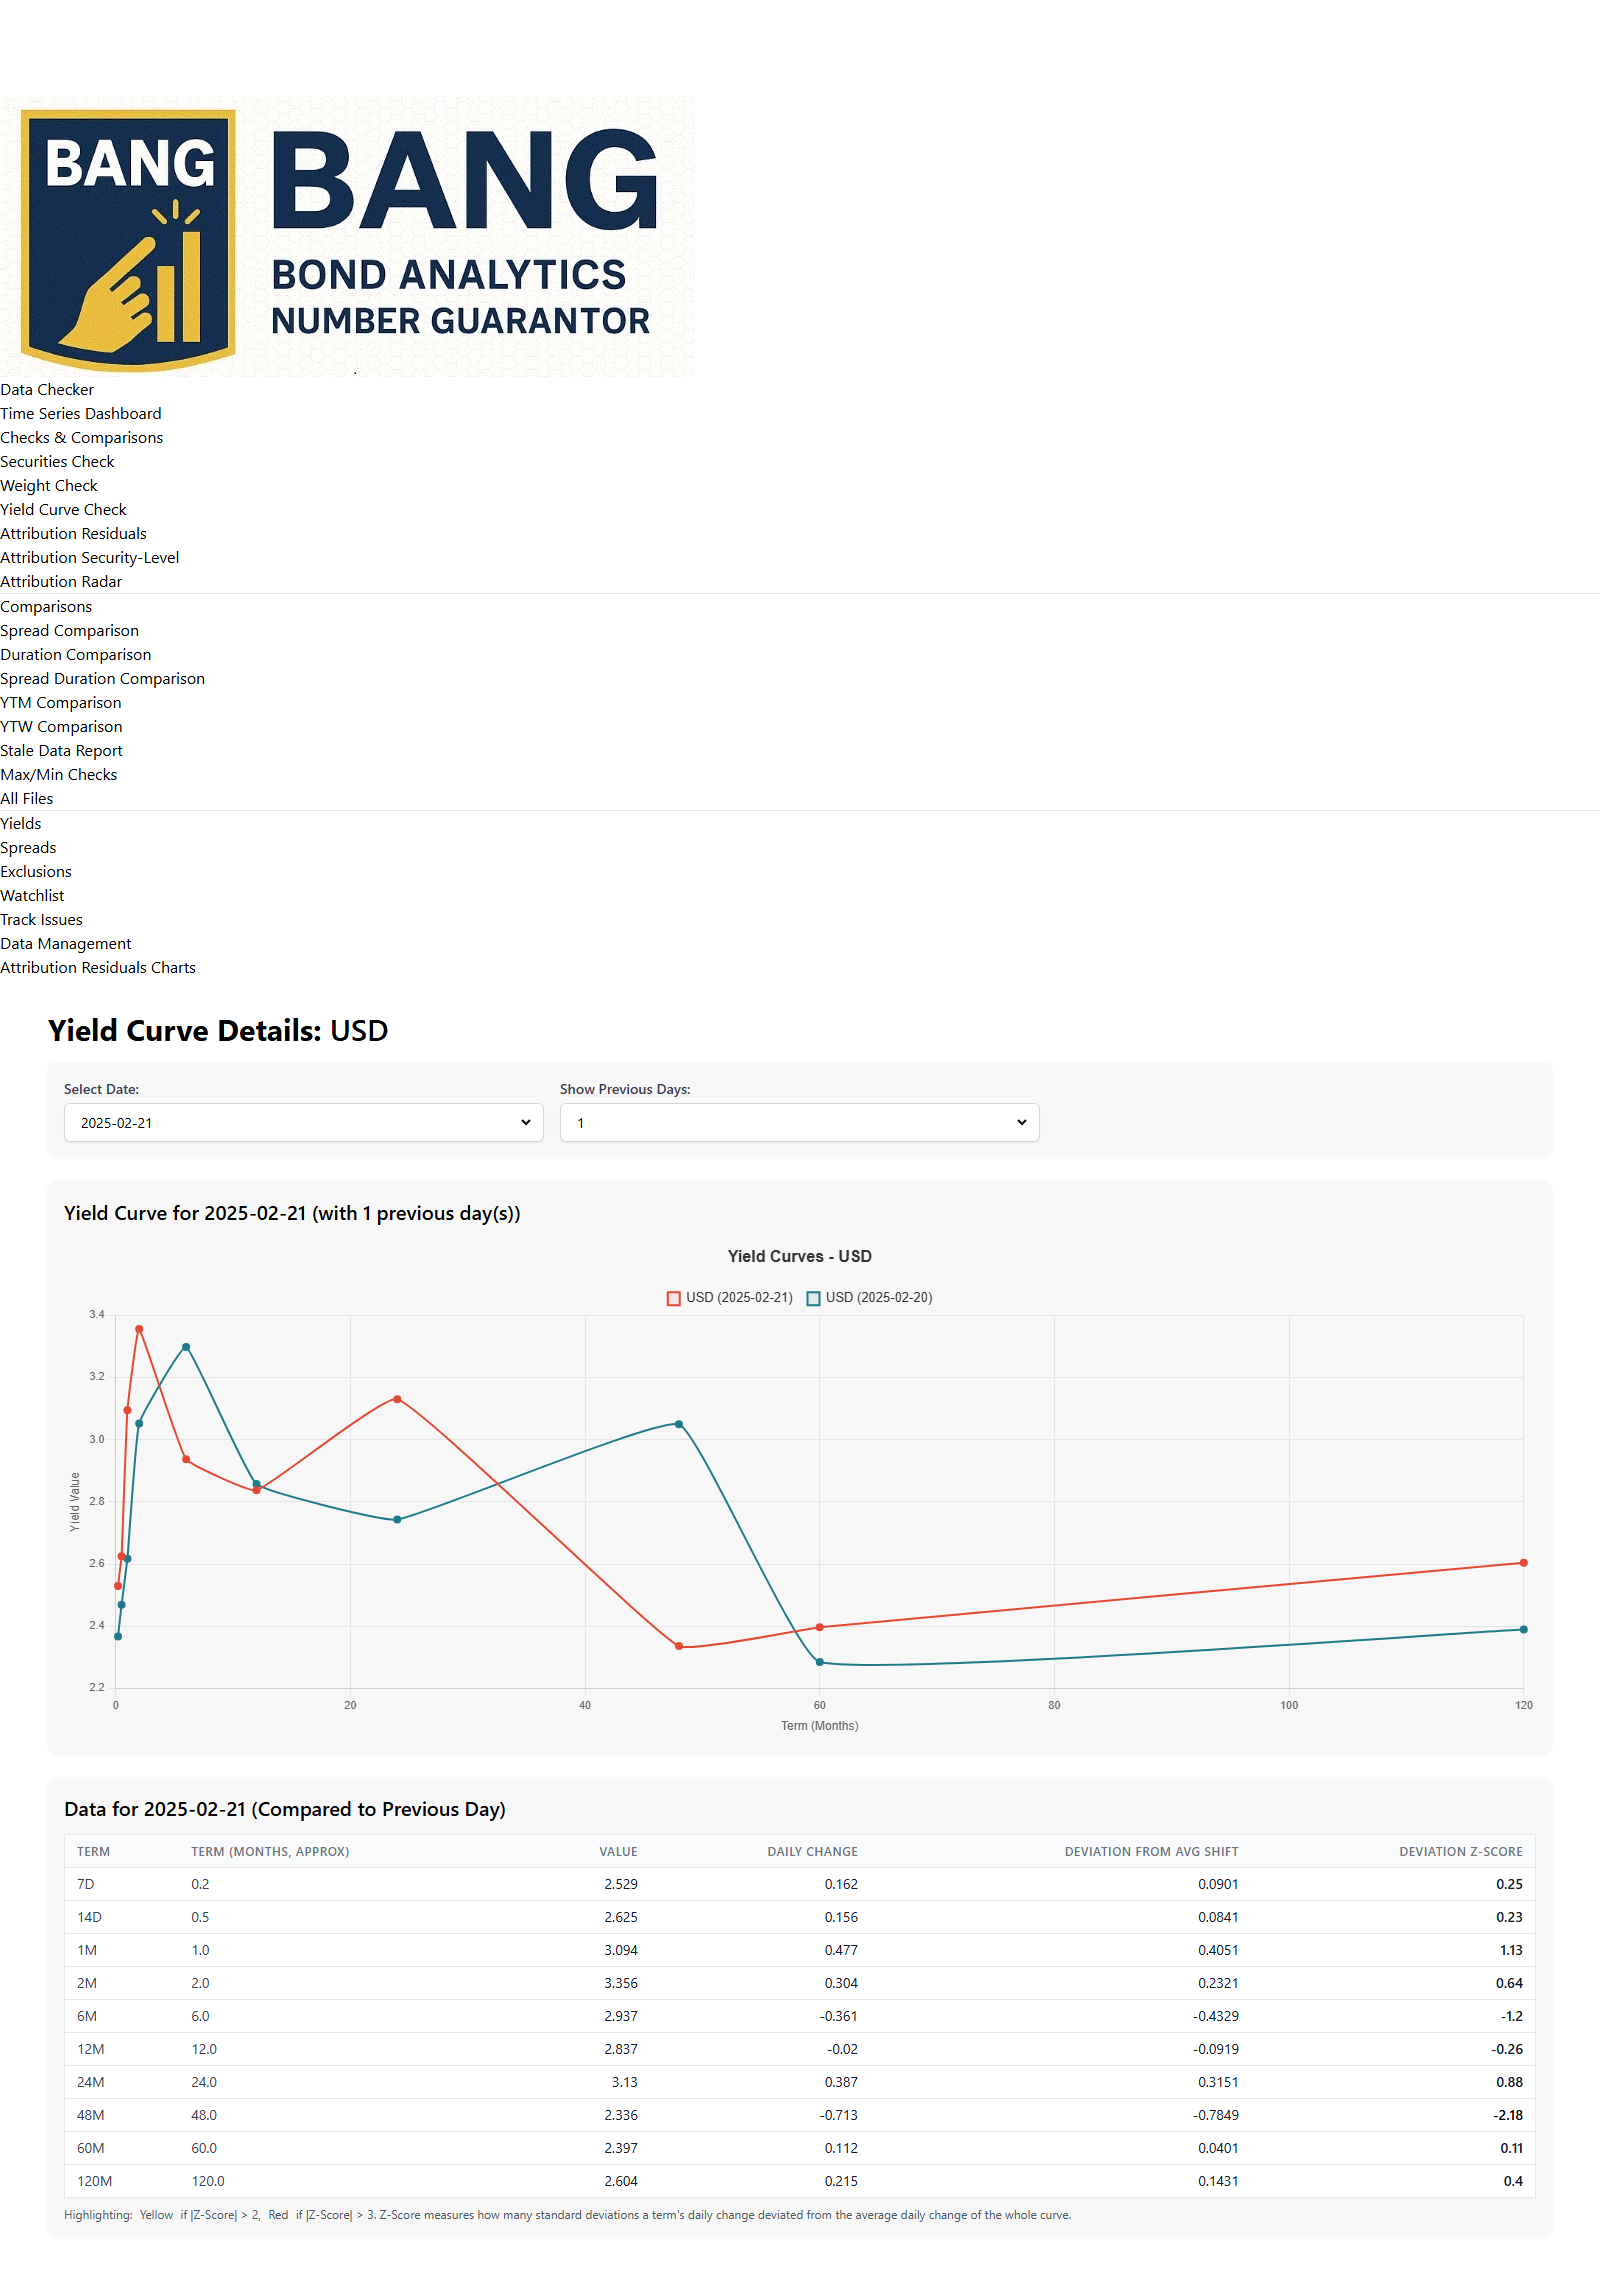 BANG
BANG
BOND ANALYTICS
NUMBER GUARANTOR
Data Checker
Time Series Dashboard
Checks & Comparisons
Securities Check
Weight Check
Yield Curve Check
Attribution Residuals
Attribution Security-Level
Attribution Radar
Comparisons
Spread Comparison
Duration Comparison
Spread Duration Comparison
YTM Comparison
YTW Comparison
Stale Data Report
Max/Min Checks
All Files
Yields
Spreads
Exclusions
Watchlist
Track Issues
Data Management
Attribution Residuals Charts
Yield Curve Details: USD
Select Date: Show Previous Days:
2025-02-21 1
Yield Curve for 2025-02-21 (with 1 previous day(s))
Yield Curves - USD
USD (2025-02-21) USD (2025-02-20)
3.4
3.2
3.0
2.8
2.6
2.4
2.2
Yield Value
0 20 40 60 80 100 120
Term (Months)
Data for 2025-02-21 (Compared to Previous Day)
TERM TERM (MONTHS, APPROX) VALUE DAILY CHANGE DEVIATION FROM AVG SHIFT DEVIATION Z-SCORE
7D 0.2 2.529 0.162 0.0901 0.25
14D 0.5 2.625 0.156 0.0841 0.23
1M 1.0 3.094 0.477 0.4051 1.13
2M 2.0 3.356 0.304 0.2321 0.64
6M 6.0 2.937 -0.361 -0.4329 -1.2
12M 12.0 2.837 -0.02 -0.0919 -0.26
24M 24.0 3.13 0.387 0.3151 0.88
48M 48.0 2.336 -0.713 -0.7849 -2.18
60M 60.0 2.397 0.112 0.0401 0.11
120M 120.0 2.604 0.215 0.1431 0.4
Highlighting: Yellow if |Z-Score| > 2, Red if |Z-Score| > 3. Z-Score measures how many standard deviations a term's daily change deviated from the average daily change of the whole curve.